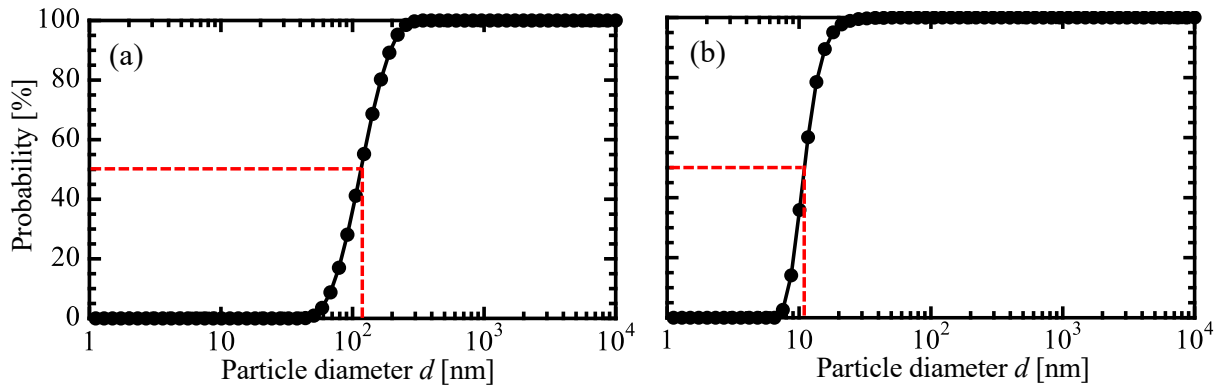 (a)
Probability [%]
100
80
60
40
20
0
1 10 10² 10³ 10⁴
Particle diameter d [nm]
(b)
1 10 10² 10³ 10⁴
Particle diameter d [nm]